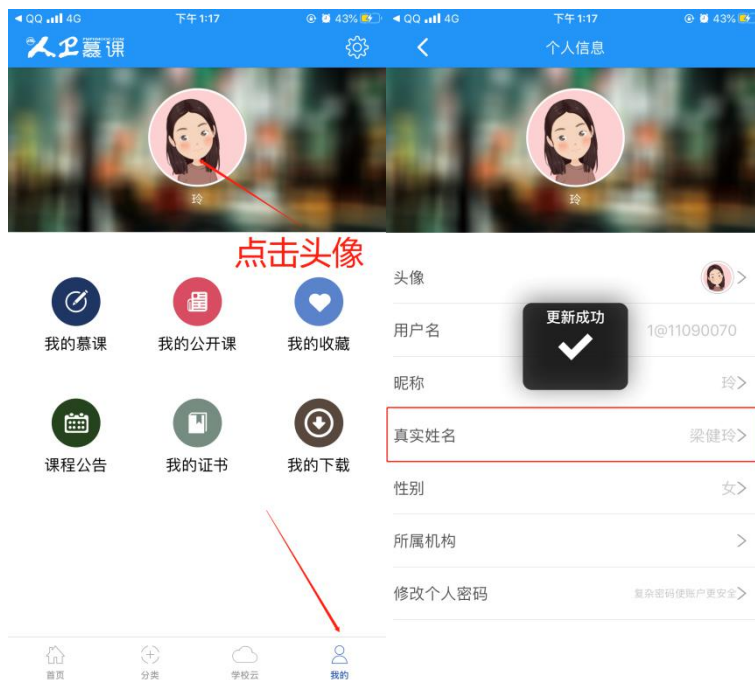 QQ 4G
下午 1:17
43%
人卫慕课
玲
点击头像
我的慕课
我的公开课
我的收藏
课程公告
我的证书
我的下载
首页
分类
学校云
我的
QQ 4G
下午 1:17
43%
个人信息
玲
头像
更新成功
用户名
1@11090070
昵称
玲
真实姓名
梁健玲
性别
女
所属机构
修改个人密码
复杂密码使账户更安全